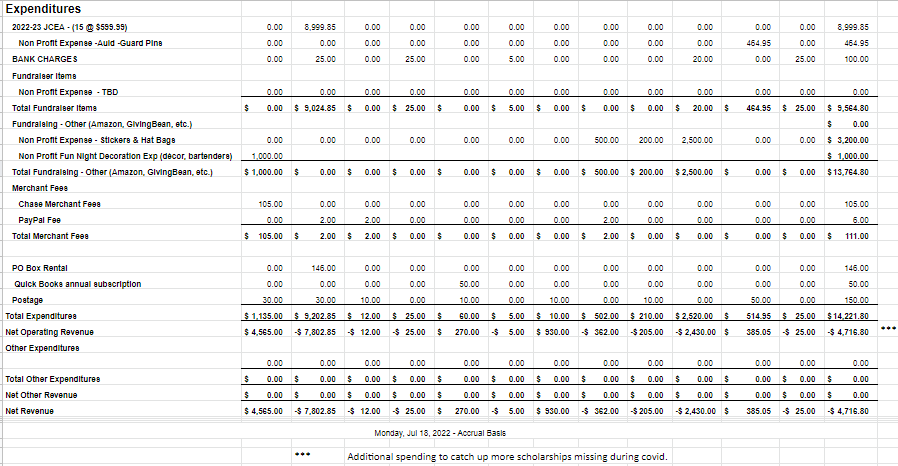 Expenditures
2022-23 JCEA - (15 @ $599.99) 0.00 8,999.85 0.00 0.00 0.00 0.00 0.00 0.00 0.00 0.00 0.00 0.00 8,999.85
Non Profit Expense -Auld -Guard Pins 0.00 0.00 0.00 0.00 0.00 0.00 0.00 0.00 0.00 0.00 464.95 0.00 464.95
BANK CHARGES 0.00 25.00 0.00 25.00 0.00 5.00 0.00 0.00 0.00 20.00 0.00 25.00 100.00
Fundraiser Items
Non Profit Expense - TBD 0.00 0.00 0.00 0.00 0.00 0.00 0.00 0.00 0.00 0.00 0.00 0.00 0.00
Total Fundraiser Items $ 0.00 $ 9,024.85 $ 0.00 $ 25.00 $ 0.00 $ 5.00 $ 0.00 $ 0.00 $ 0.00 $ 20.00 $ 464.95 $ 25.00 $ 9,564.80
Fundraising - Other (Amazon, GivingBean, etc.) $ 0.00
Non Profit Expense - Stickers & Hat Bags 0.00 0.00 0.00 0.00 0.00 0.00 0.00 500.00 200.00 2,500.00 0.00 0.00 $ 3,200.00
Non Profit Fun Night Decoration Exp (décor, bartenders) 1,000.00 $ 1,000.00
Total Fundraising - Other (Amazon, GivingBean, etc.) $ 1,000.00 $ 0.00 $ 0.00 $ 0.00 $ 0.00 $ 0.00 $ 0.00 $ 500.00 $ 200.00 $ 2,500.00 $ 0.00 $ 0.00 $ 13,764.80
Merchant Fees
Chase Merchant Fees 105.00 0.00 0.00 0.00 0.00 0.00 0.00 0.00 0.00 0.00 0.00 0.00 105.00
PayPal Fee 0.00 2.00 2.00 0.00 0.00 0.00 0.00 2.00 0.00 0.00 0.00 0.00 6.00
Total Merchant Fees $ 105.00 $ 2.00 $ 2.00 $ 0.00 $ 0.00 $ 0.00 $ 0.00 $ 2.00 $ 0.00 $ 0.00 $ 0.00 $ 0.00 $ 111.00
PO Box Rental 0.00 146.00 0.00 0.00 0.00 0.00 0.00 0.00 0.00 0.00 0.00 0.00 146.00
Quick Books annual subscription 0.00 0.00 0.00 0.00 50.00 0.00 0.00 0.00 0.00 0.00 0.00 0.00 50.00
Postage 30.00 30.00 10.00 0.00 10.00 0.00 10.00 0.00 10.00 0.00 50.00 0.00 150.00
Total Expenditures $ 1,135.00 $ 9,202.85 $ 12.00 $ 25.00 $ 60.00 $ 5.00 $ 10.00 $ 502.00 $ 210.00 $ 2,520.00 $ 514.95 $ 25.00 $ 14,221.80
Net Operating Revenue $ 4,565.00 -$ 7,802.85 -$ 12.00 -$ 25.00 $ 270.00 -$ 5.00 $ 930.00 -$ 362.00 -$ 205.00 -$ 2,430.00 $ 385.05 -$ 25.00 -$ 4,716.80 ***
Other Expenditures
0.00 0.00 0.00 0.00 0.00 0.00 0.00 0.00 0.00 0.00 0.00 0.00 0.00
Total Other Expenditures $ 0.00 $ 0.00 $ 0.00 $ 0.00 $ 0.00 $ 0.00 $ 0.00 $ 0.00 $ 0.00 $ 0.00 $ 0.00 $ 0.00 $ 0.00
Net Other Revenue $ 0.00 $ 0.00 $ 0.00 $ 0.00 $ 0.00 $ 0.00 $ 0.00 $ 0.00 $ 0.00 $ 0.00 $ 0.00 $ 0.00 $ 0.00
Net Revenue $ 4,565.00 -$ 7,802.85 -$ 12.00 -$ 25.00 $ 270.00 -$ 5.00 $ 930.00 -$ 362.00 -$ 205.00 -$ 2,430.00 $ 385.05 -$ 25.00 -$ 4,716.80
Monday, Jul 18, 2022 - Accrual Basis
*** Additional spending to catch up more scholarships missing during covid.